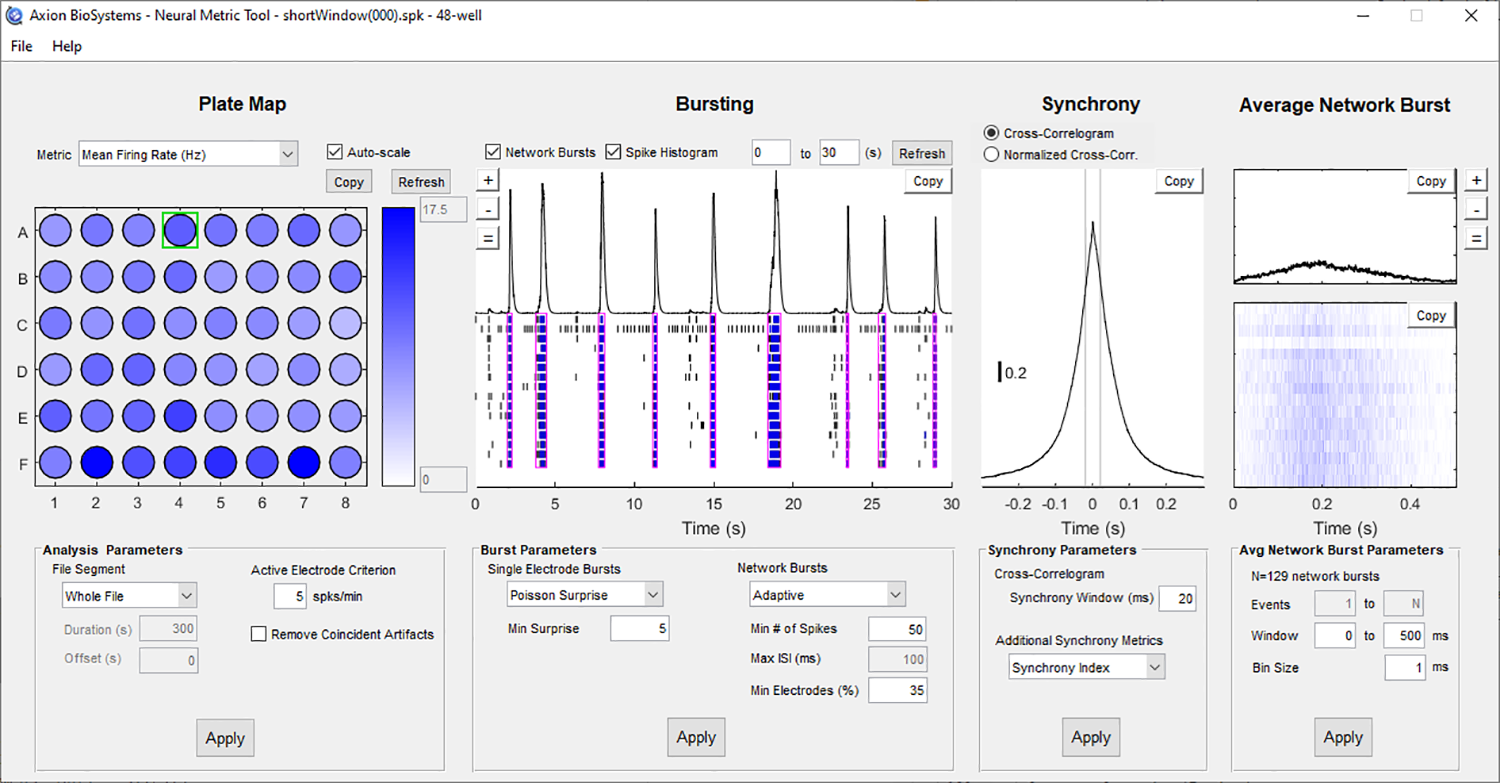 Axion BioSystems - Neural Metric Tool - shortWindow(000).spk - 48-well
File Help
Plate Map
Metric Mean Firing Rate (Hz)
Auto-scale
Copy Refresh
17.5
0
A
B
C
D
E
F
1 2 3 4 5 6 7 8
Bursting
Network Bursts Spike Histogram 0 to 30 (s) Refresh
+
-
=
Copy
0 5 10 15 20 25 30
Time (s)
Synchrony
Cross-Correlogram
Normalized Cross-Corr.
Copy
0.2
-0.2 -0.1 0 0.1 0.2
Time (s)
Average Network Burst
Copy
+
-
=
Copy
0 0.2 0.4
Time (s)
Analysis Parameters
File Segment
Whole File
Duration (s) 300
Offset (s) 0
Active Electrode Criterion
5 spks/min
Remove Coincident Artifacts
Apply
Burst Parameters
Single Electrode Bursts
Poisson Surprise
Min Surprise 5
Network Bursts
Adaptive
Min # of Spikes 50
Max ISI (ms) 100
Min Electrodes (%) 35
Apply
Synchrony Parameters
Cross-Correlogram
Synchrony Window (ms) 20
Additional Synchrony Metrics
Synchrony Index
Apply
Avg Network Burst Parameters
N=129 network bursts
Events 1 to N
Window 0 to 500 ms
Bin Size 1 ms
Apply